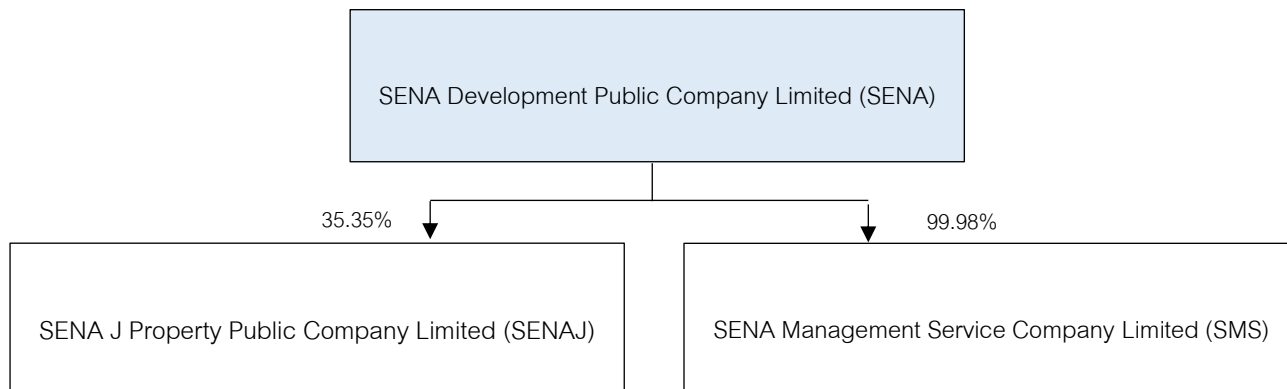 SENA Development Public Company Limited (SENA)
35.35%
99.98%
SENA J Property Public Company Limited (SENAJ)
SENA Management Service Company Limited (SMS)